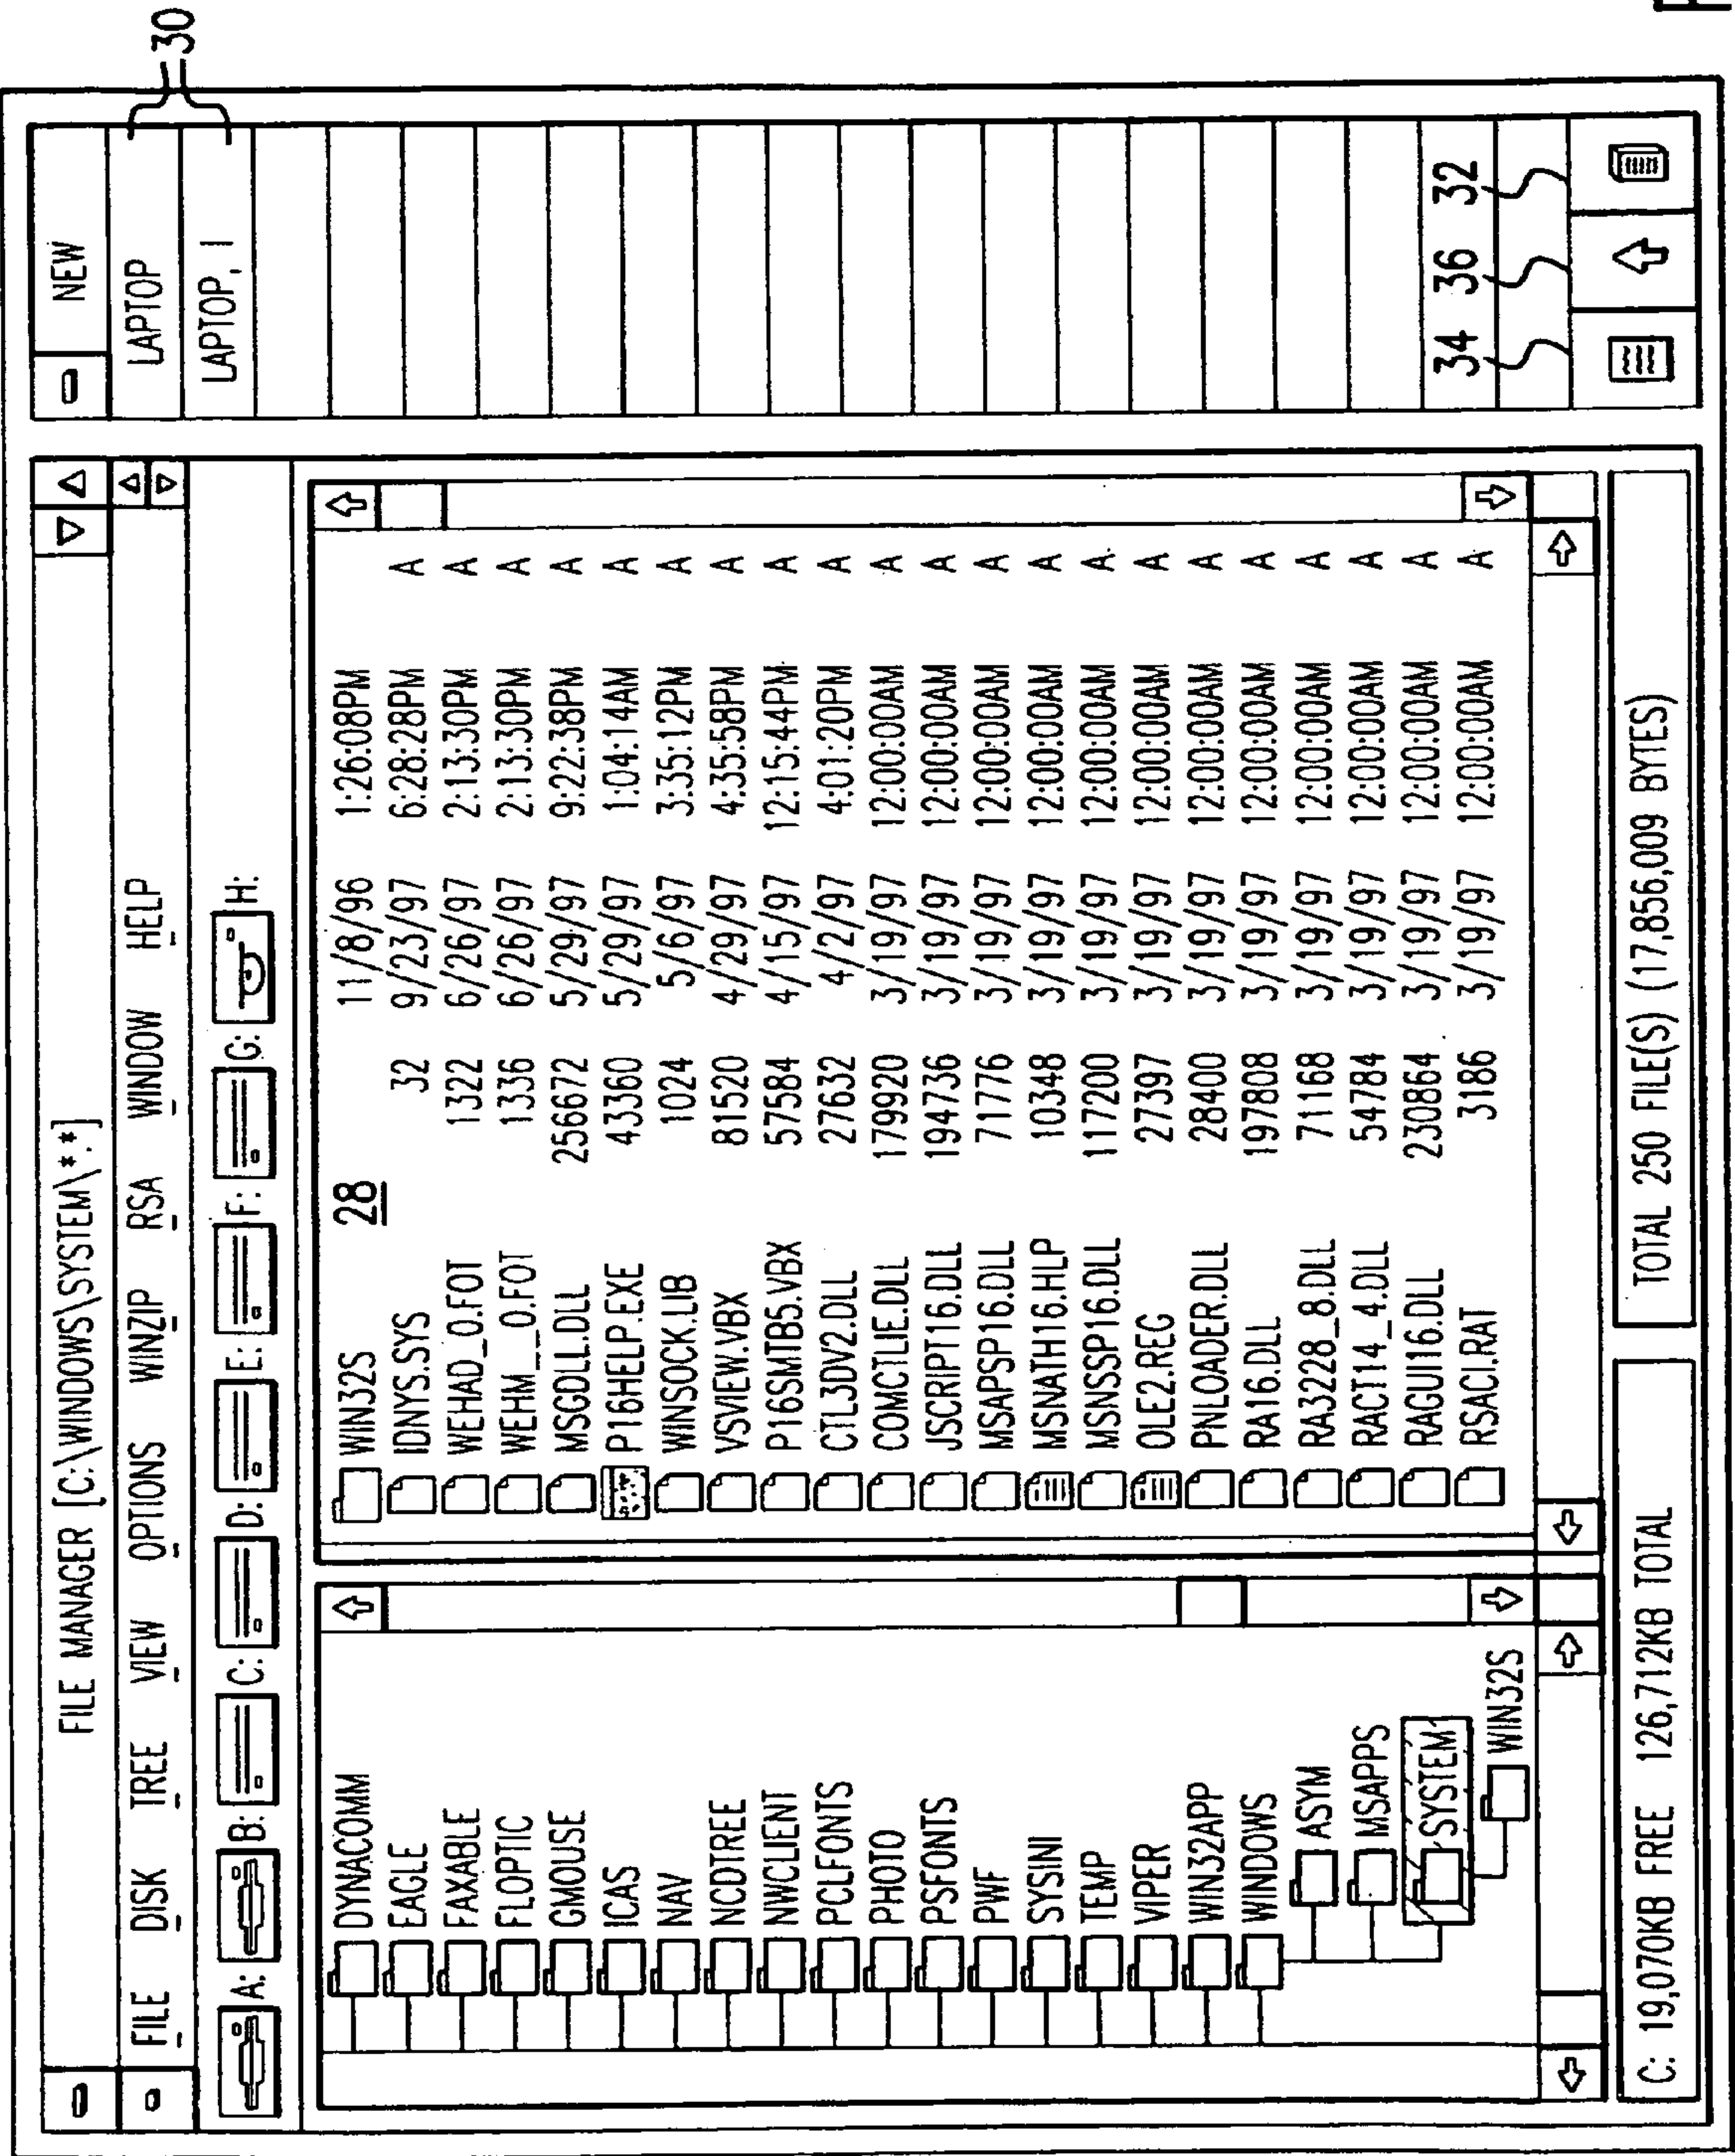 FILE MANAGER [C:\WINDOWS\SYSTEM\*.*]
FILE DISK TREE VIEW OPTIONS WINZIP RSA WINDOW HELP
A: B: C: D: E: F: G: H:
DYNACOMM
EAGLE
FAXABLE
FLOPTIC
GMOUSE
ICAS
NAV
NCDTREE
NWCLIENT
PCLFONTS
PHOTO
PSFONTS
PWF
SYSINI
TEMP
VIPER
WIN32APP
WINDOWS
ASYM
MSAPPS
SYSTEM
WIN32S
28
WIN32S 11/8/96 1:26:08PM
IDNYS.SYS 32 9/23/97 6:28:28PM A
WEHAD_0.FOT 1322 6/26/97 2:13:30PM A
WEHM__0.FOT 1336 6/26/97 2:13:30PM A
MSGDLL.DLL 256672 5/29/97 9:22:38PM A
P16HELP.EXE 43360 5/29/97 1:04:14AM A
WINSOCK.LIB 1024 5/6/97 3:35:12PM A
VSVIEW.VBX 81520 4/29/97 4:35:58PM A
P16SMTB5.VBX 57584 4/15/97 12:15:44PM A
CTL3DV2.DLL 27632 4/2/97 4:01:20PM A
COMCTLIE.DLL 179920 3/19/97 12:00:00AM A
JSCRIPT16.DLL 194736 3/19/97 12:00:00AM A
MSAPSP16.DLL 71776 3/19/97 12:00:00AM A
MSNATH16.HLP 10348 3/19/97 12:00:00AM A
MSNSSP16.DLL 117200 3/19/97 12:00:00AM A
OLE2.REG 27397 3/19/97 12:00:00AM A
PNLOADER.DLL 28400 3/19/97 12:00:00AM A
RA16.DLL 197808 3/19/97 12:00:00AM A
RA3228_8.DLL 71168 3/19/97 12:00:00AM A
RACT14_4.DLL 54784 3/19/97 12:00:00AM A
RAGUI16.DLL 230864 3/19/97 12:00:00AM A
RSACI.RAT 3186 3/19/97 12:00:00AM A
C: 19,070KB FREE 126,712KB TOTAL
TOTAL 250 FILE(S) (17,856,009 BYTES)
NEW
LAPTOP
LAPTOP, I
30
34 36 32